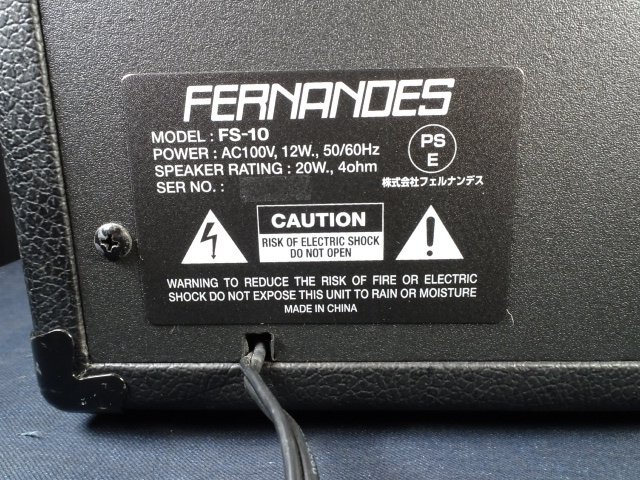 FERNANDES
MODEL : FS-10
POWER : AC100V, 12W., 50/60Hz
SPEAKER RATING : 20W., 4ohm
SER NO. :
PS
E
株式会社フェルナンデス
CAUTION
RISK OF ELECTRIC SHOCK
DO NOT OPEN
WARNING TO REDUCE THE RISK OF FIRE OR ELECTRIC
SHOCK DO NOT EXPOSE THIS UNIT TO RAIN OR MOISTURE
MADE IN CHINA